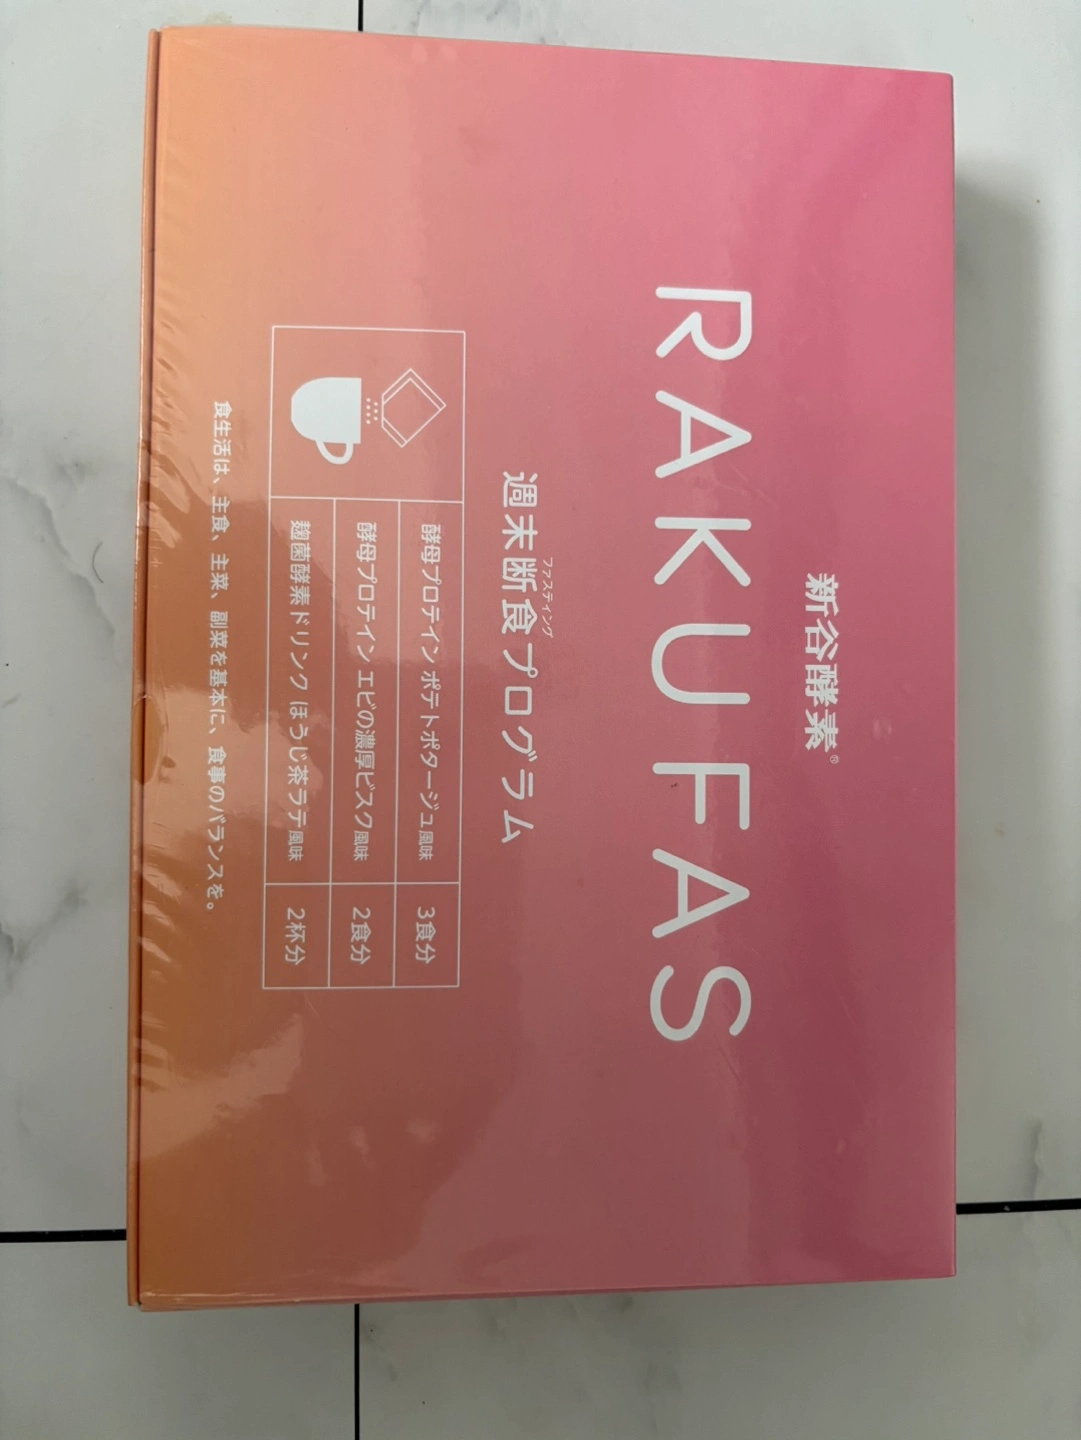 新谷酵素®
RAKUFAS
ファスティング
週末断食プログラム
酵母プロテイン ポテトポタージュ風味 3食分
酵母プロテイン エビの濃厚ビスク風味 2食分
麹菌酵素ドリンク ほうじ茶ラテ風味 2杯分
食生活は、主食、主菜、副菜を基本に、食事のバランスを。